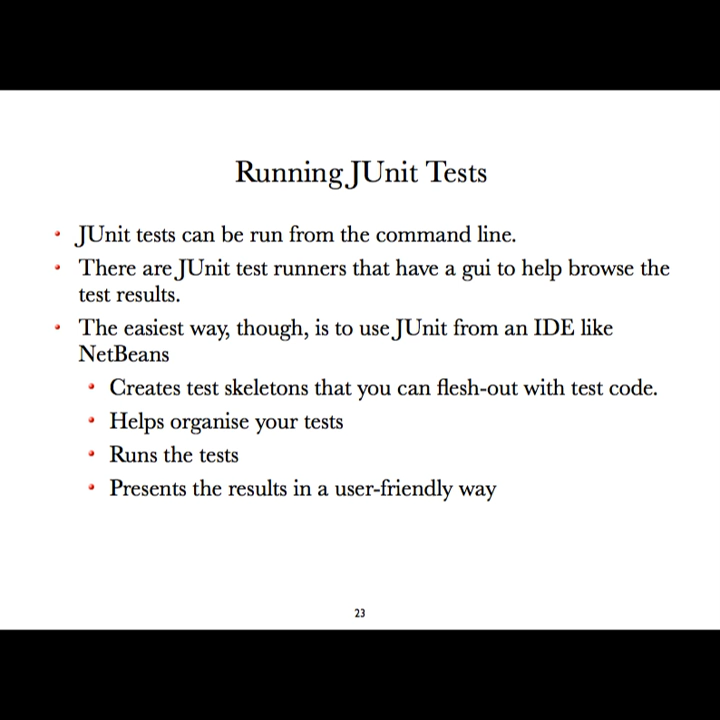 Running JUnit Tests
• JUnit tests can be run from the command line.
• There are JUnit test runners that have a gui to help browse the
test results.
• The easiest way, though, is to use JUnit from an IDE like
NetBeans
• Creates test skeletons that you can flesh-out with test code.
• Helps organise your tests
• Runs the tests
• Presents the results in a user-friendly way
23